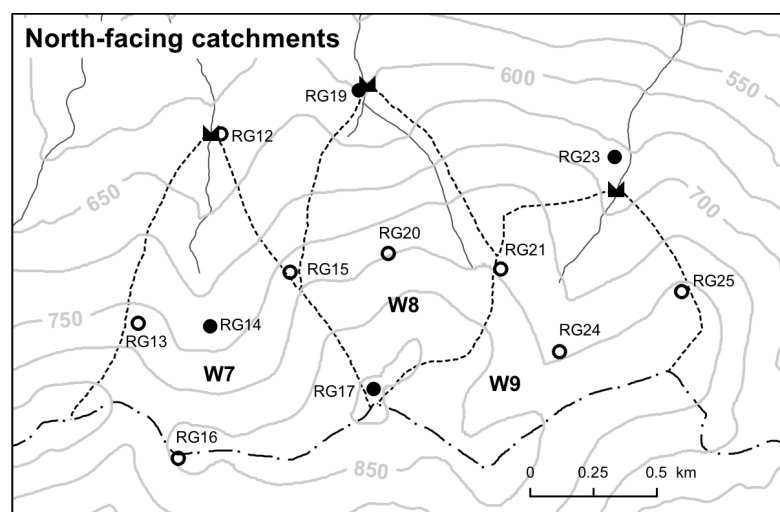 North-facing catchments
600
550
RG19
RG12
RG23
650
700
RG20
RG21
RG15
RG25
W8
750
RG13
RG14
RG24
W7
RG17
W9
RG16
850
0 0.25 0.5 km